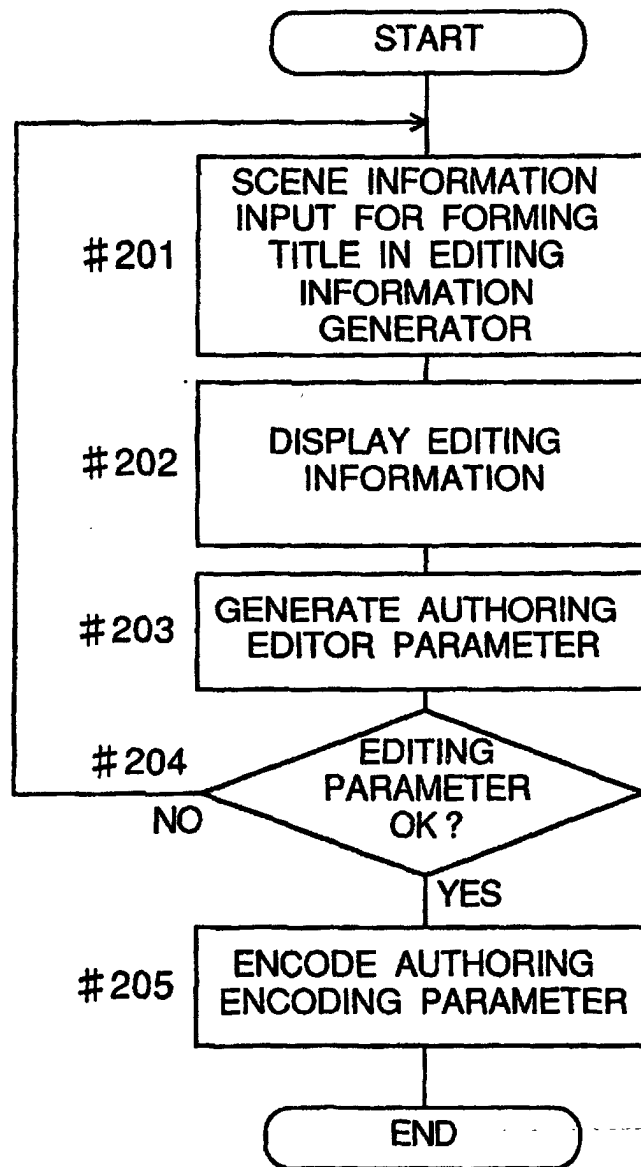 START
#201
SCENE INFORMATION
INPUT FOR FORMING
TITLE IN EDITING
INFORMATION
GENERATOR
#202
DISPLAY EDITING
INFORMATION
#203
GENERATE AUTHORING
EDITOR PARAMETER
#204
EDITING
PARAMETER
OK?
NO
YES
#205
ENCODE AUTHORING
ENCODING PARAMETER
END